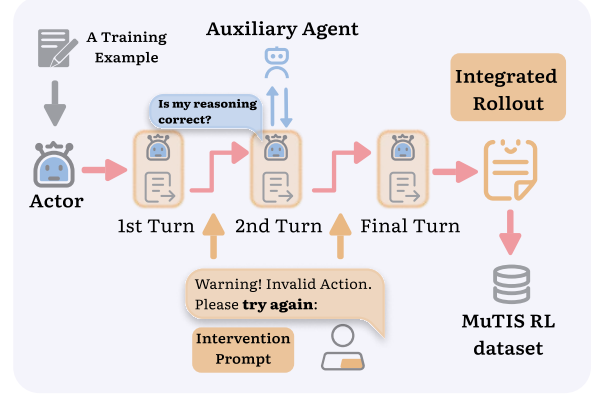 A Training
Example
Auxiliary Agent
Integrated
Rollout
Is my reasoning
correct?
Actor
1st Turn
2nd Turn
Final Turn
Warning! Invalid Action.
Please try again:
Intervention
Prompt
MuTIS RL
dataset